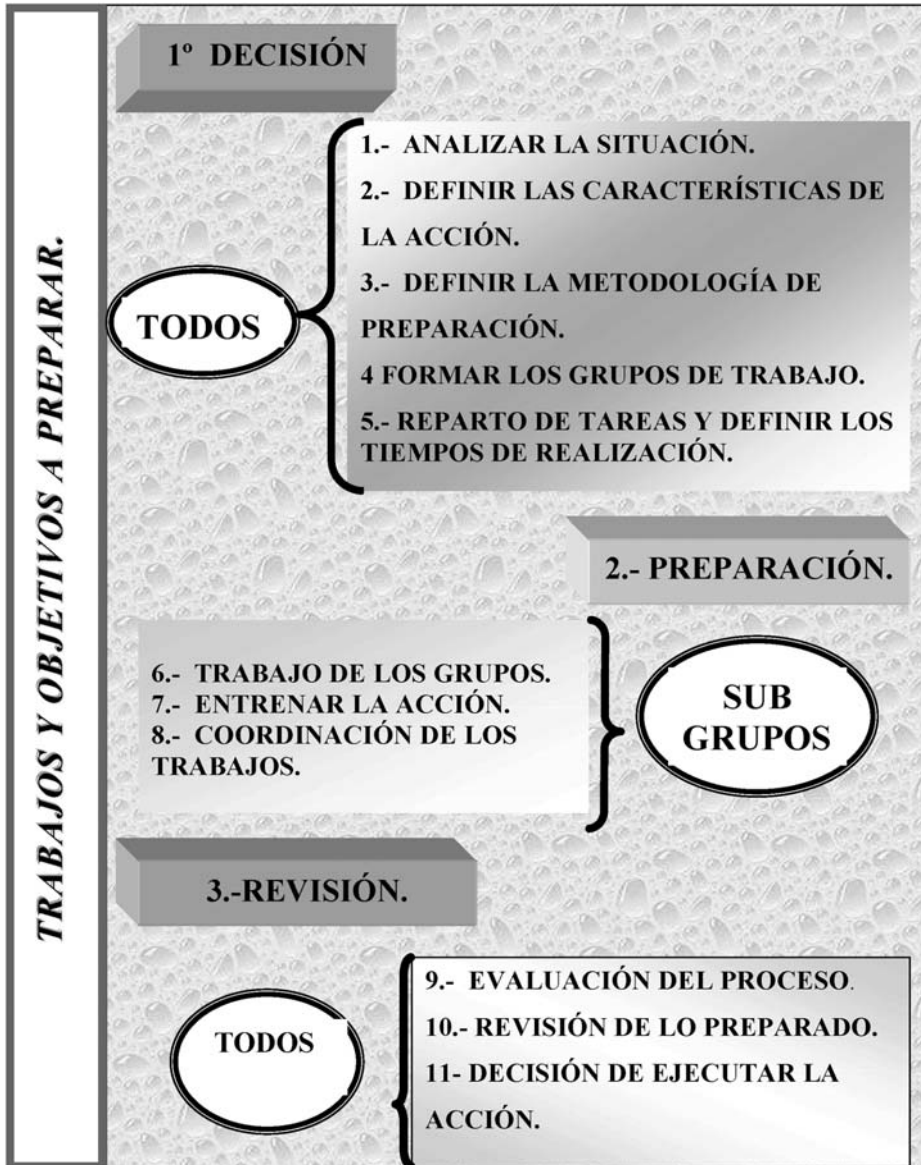 TRABAJOS Y OBJETIVOS A PREPARAR.
1º DECISIÓN
TODOS
1.- ANALIZAR LA SITUACIÓN.
2.- DEFINIR LAS CARACTERÍSTICAS DE
LA ACCIÓN.
3.- DEFINIR LA METODOLOGÍA DE
PREPARACIÓN.
4 FORMAR LOS GRUPOS DE TRABAJO.
5.- REPARTO DE TAREAS Y DEFINIR LOS
TIEMPOS DE REALIZACIÓN.
2.- PREPARACIÓN.
6.- TRABAJO DE LOS GRUPOS.
7.- ENTRENAR LA ACCIÓN.
8.- COORDINACIÓN DE LOS
TRABAJOS.
SUB
GRUPOS
3.-REVISIÓN.
TODOS
9.- EVALUACIÓN DEL PROCESO.
10.- REVISIÓN DE LO PREPARADO.
11- DECISIÓN DE EJECUTAR LA
ACCIÓN.